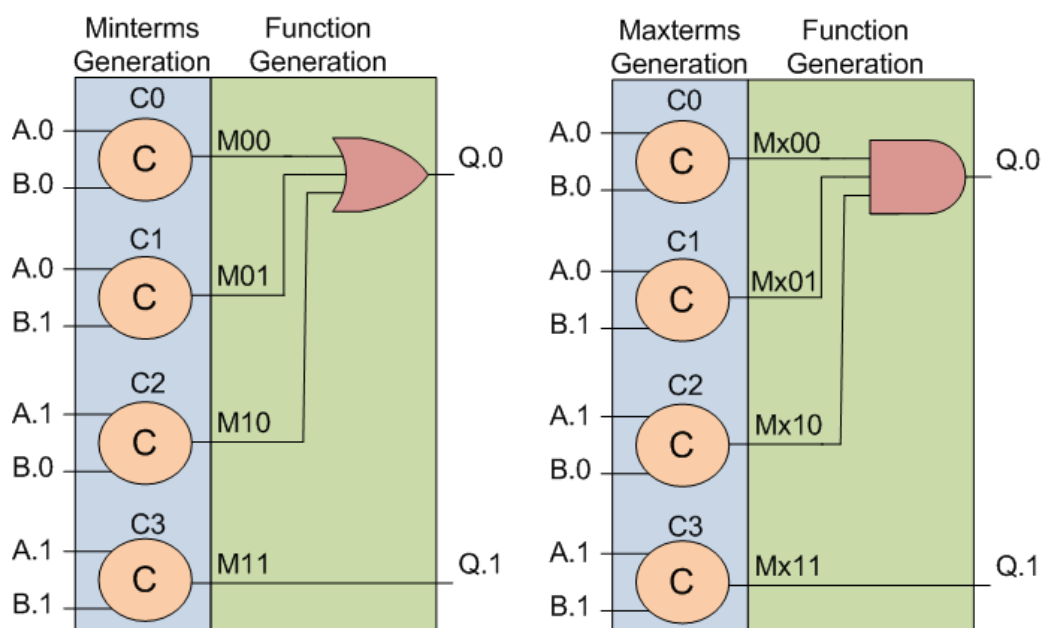 Minterms
Generation
Function
Generation
C0
A.0
B.0
C
M00
Q.0
C1
A.0
B.1
C
M01
C2
A.1
B.0
C
M10
C3
A.1
B.1
C
M11
Q.1
Maxterms
Generation
Function
Generation
C0
A.0
B.0
C
Mx00
Q.0
C1
A.0
B.1
C
Mx01
C2
A.1
B.0
C
Mx10
C3
A.1
B.1
C
Mx11
Q.1